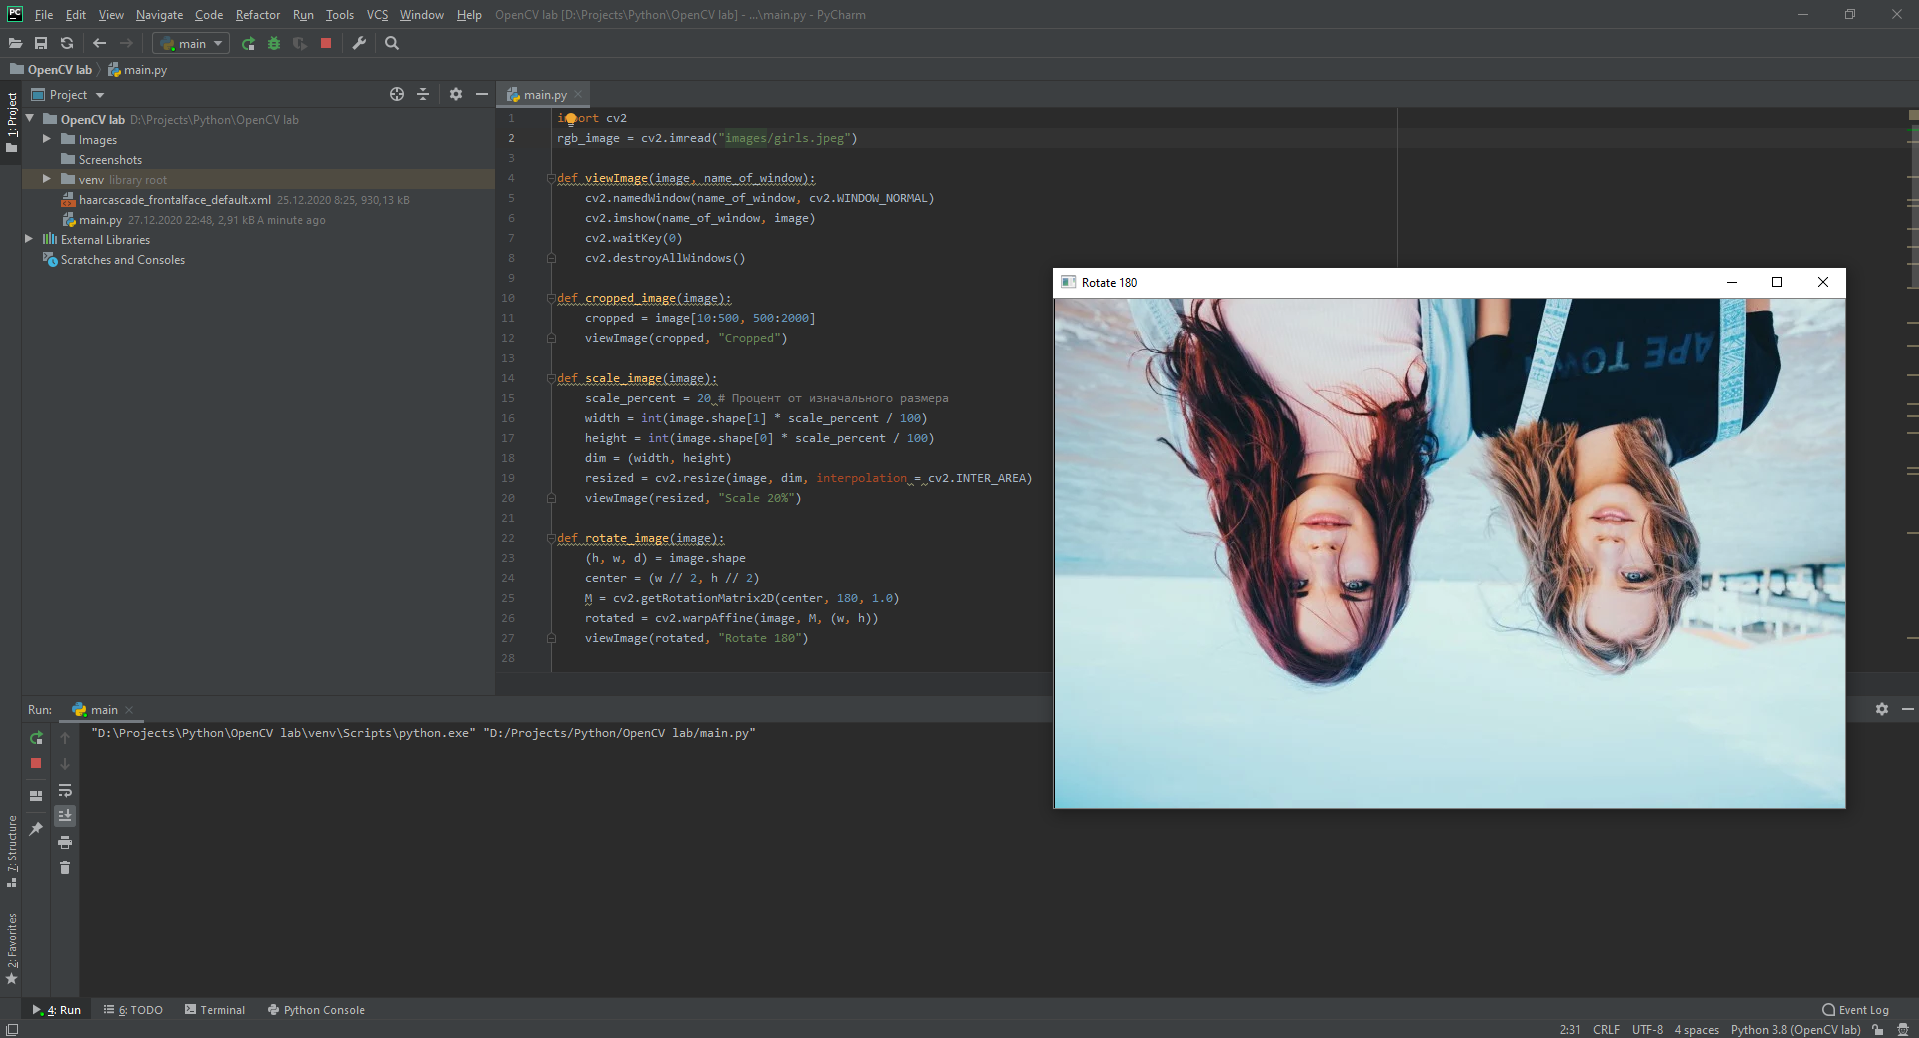 PC File Edit View Navigate Code Refactor Run Tools VCS Window Help OpenCV lab [D:\Projects\Python\OpenCV lab] - ...\main.py - PyCharm
main
OpenCV lab main.py
1: Project
Project
OpenCV lab D:\Projects\Python\OpenCV lab
Images
Screenshots
venv library root
haarcascade_frontalface_default.xml 25.12.2020 8:25, 930,13 kB
main.py 27.12.2020 22:48, 2,91 kB A minute ago
External Libraries
Scratches and Consoles
main.py
1 import cv2
2 rgb_image = cv2.imread("images/girls.jpeg")
3
4 def viewImage(image, name_of_window):
5 cv2.namedWindow(name_of_window, cv2.WINDOW_NORMAL)
6 cv2.imshow(name_of_window, image)
7 cv2.waitKey(0)
8 cv2.destroyAllWindows()
9
10 def cropped_image(image):
11 cropped = image[10:500, 500:2000]
12 viewImage(cropped, "Cropped")
13
14 def scale_image(image):
15 scale_percent = 20 # Процент от изначального размера
16 width = int(image.shape[1] * scale_percent / 100)
17 height = int(image.shape[0] * scale_percent / 100)
18 dim = (width, height)
19 resized = cv2.resize(image, dim, interpolation = cv2.INTER_AREA)
20 viewImage(resized, "Scale 20%")
21
22 def rotate_image(image):
23 (h, w, d) = image.shape
24 center = (w // 2, h // 2)
25 M = cv2.getRotationMatrix2D(center, 180, 1.0)
26 rotated = cv2.warpAffine(image, M, (w, h))
27 viewImage(rotated, "Rotate 180")
28
Rotate 180
APE TOW
Run: main
"D:\Projects\Python\OpenCV lab\venv\Scripts\python.exe" "D:/Projects/Python/OpenCV lab/main.py"
7: Structure
2: Favorites
4: Run 6: TODO Terminal Python Console Event Log
2:31 CRLF UTF-8 4 spaces Python 3.8 (OpenCV lab)